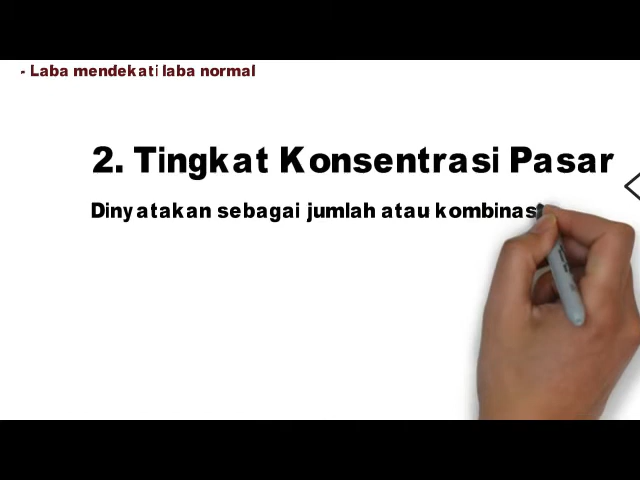 - Laba mendekati laba normal
2. Tingkat Konsentrasi Pasar
Dinyatakan sebagai jumlah atau kombinasi